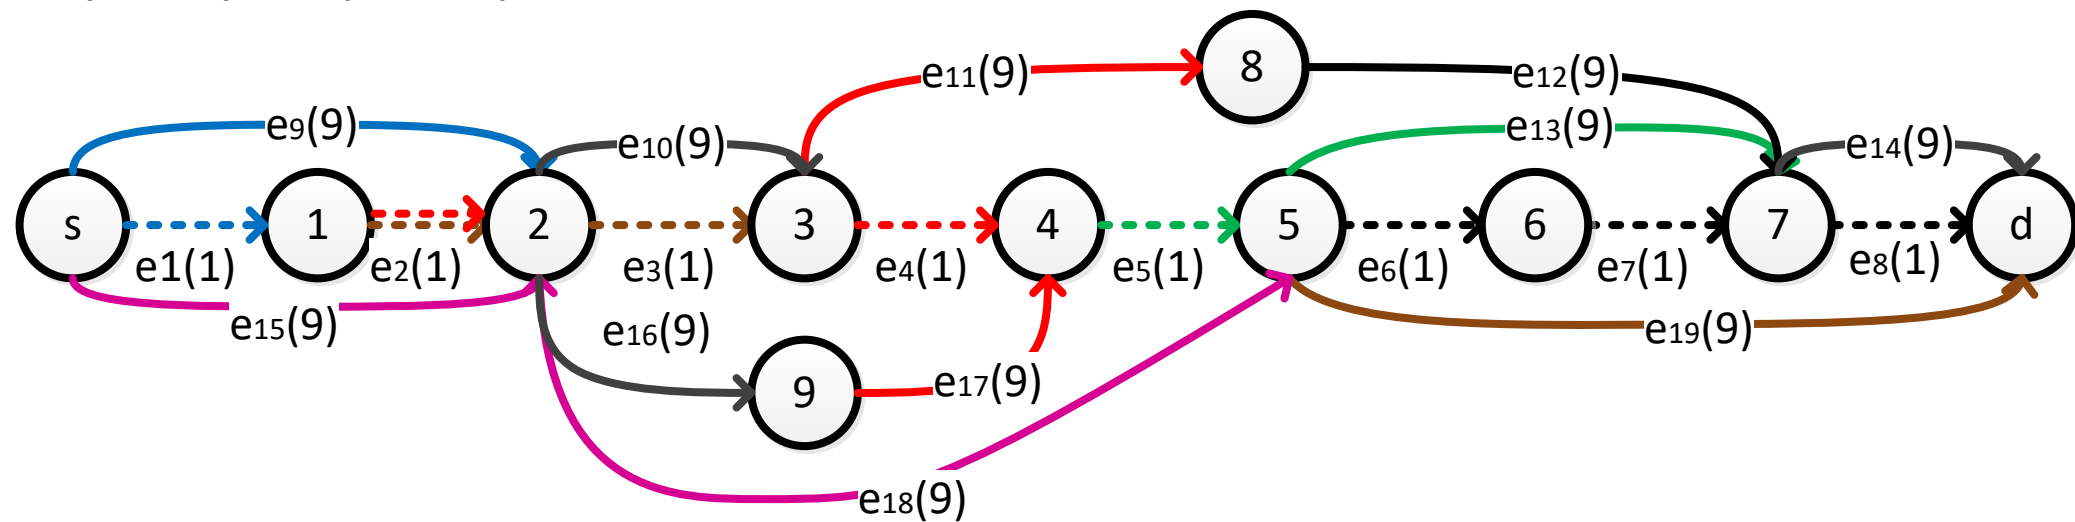 8
e11(9)
e12(9)
e9(9)
e13(9)
e10(9)
e14(9)
s
1
2
3
4
5
6
7
d
e1(1)
e2(1)
e3(1)
e4(1)
e5(1)
e6(1)
e7(1)
e8(1)
e15(9)
e16(9)
e19(9)
9
e17(9)
e18(9)